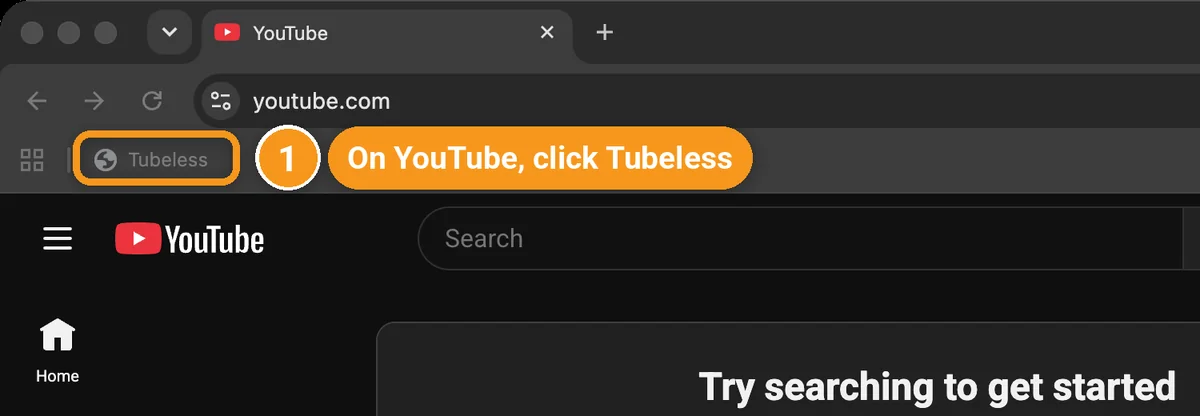 YouTube
youtube.com
Tubeless
1
On YouTube, click Tubeless
YouTube
Search
Home
Try searching to get started